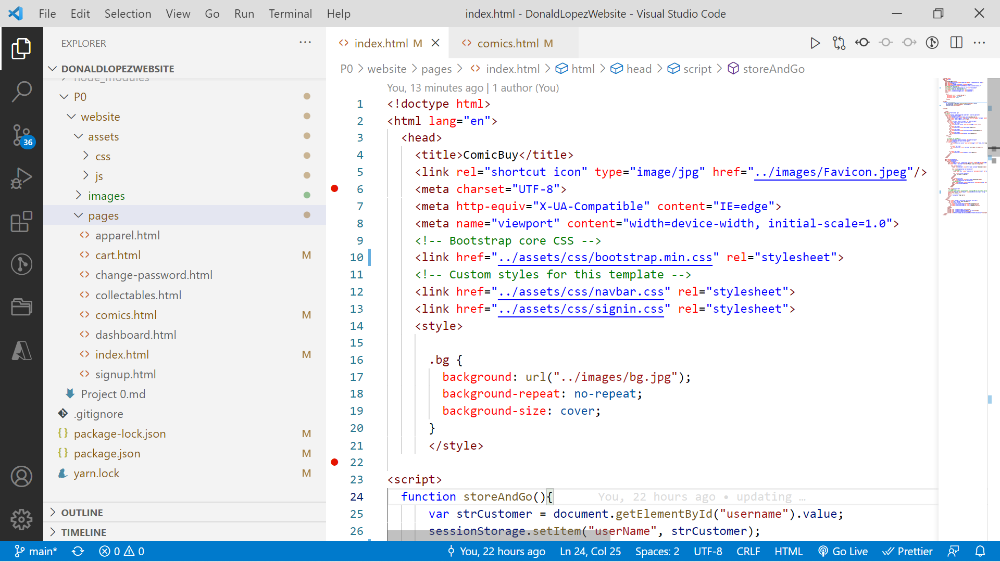 File Edit Selection View Go Run Terminal Help
index.html - DonaldLopezWebsite - Visual Studio Code
EXPLORER
DONALDLOPEZWEBSITE
node_modules
P0
website
assets
css
js
images
pages
apparel.html
cart.html M
change-password.html
collectables.html
comics.html M
dashboard.html
index.html M
signup.html
Project 0.md
.gitignore
package-lock.json M
package.json M
yarn.lock M
OUTLINE
TIMELINE
36
index.html M
comics.html M
P0 > website > pages > index.html > html > head > script > storeAndGo
You, 13 minutes ago | 1 author (You)
1 <!doctype html>
2 <html lang="en">
3 <head>
4 <title>ComicBuy</title>
5 <link rel="shortcut icon" type="image/jpg" href="../images/Favicon.jpeg"/>
6 <meta charset="UTF-8">
7 <meta http-equiv="X-UA-Compatible" content="IE=edge">
8 <meta name="viewport" content="width=device-width, initial-scale=1.0">
9 <!-- Bootstrap core CSS -->
10 <link href="../assets/css/bootstrap.min.css" rel="stylesheet">
11 <!-- Custom styles for this template -->
12 <link href="../assets/css/navbar.css" rel="stylesheet">
13 <link href="../assets/css/signin.css" rel="stylesheet">
14 <style>
15
16 .bg {
17 background: url("../images/bg.jpg");
18 background-repeat: no-repeat;
19 background-size: cover;
20 }
21 </style>
22
23 <script>
24 function storeAndGo(){ You, 22 hours ago • updating …
25 var strCustomer = document.getElementById("username").value;
26 sessionStorage.setItem("userName", strCustomer);
main* 0 0
You, 22 hours ago Ln 24, Col 25 Spaces: 2 UTF-8 CRLF HTML Go Live Prettier